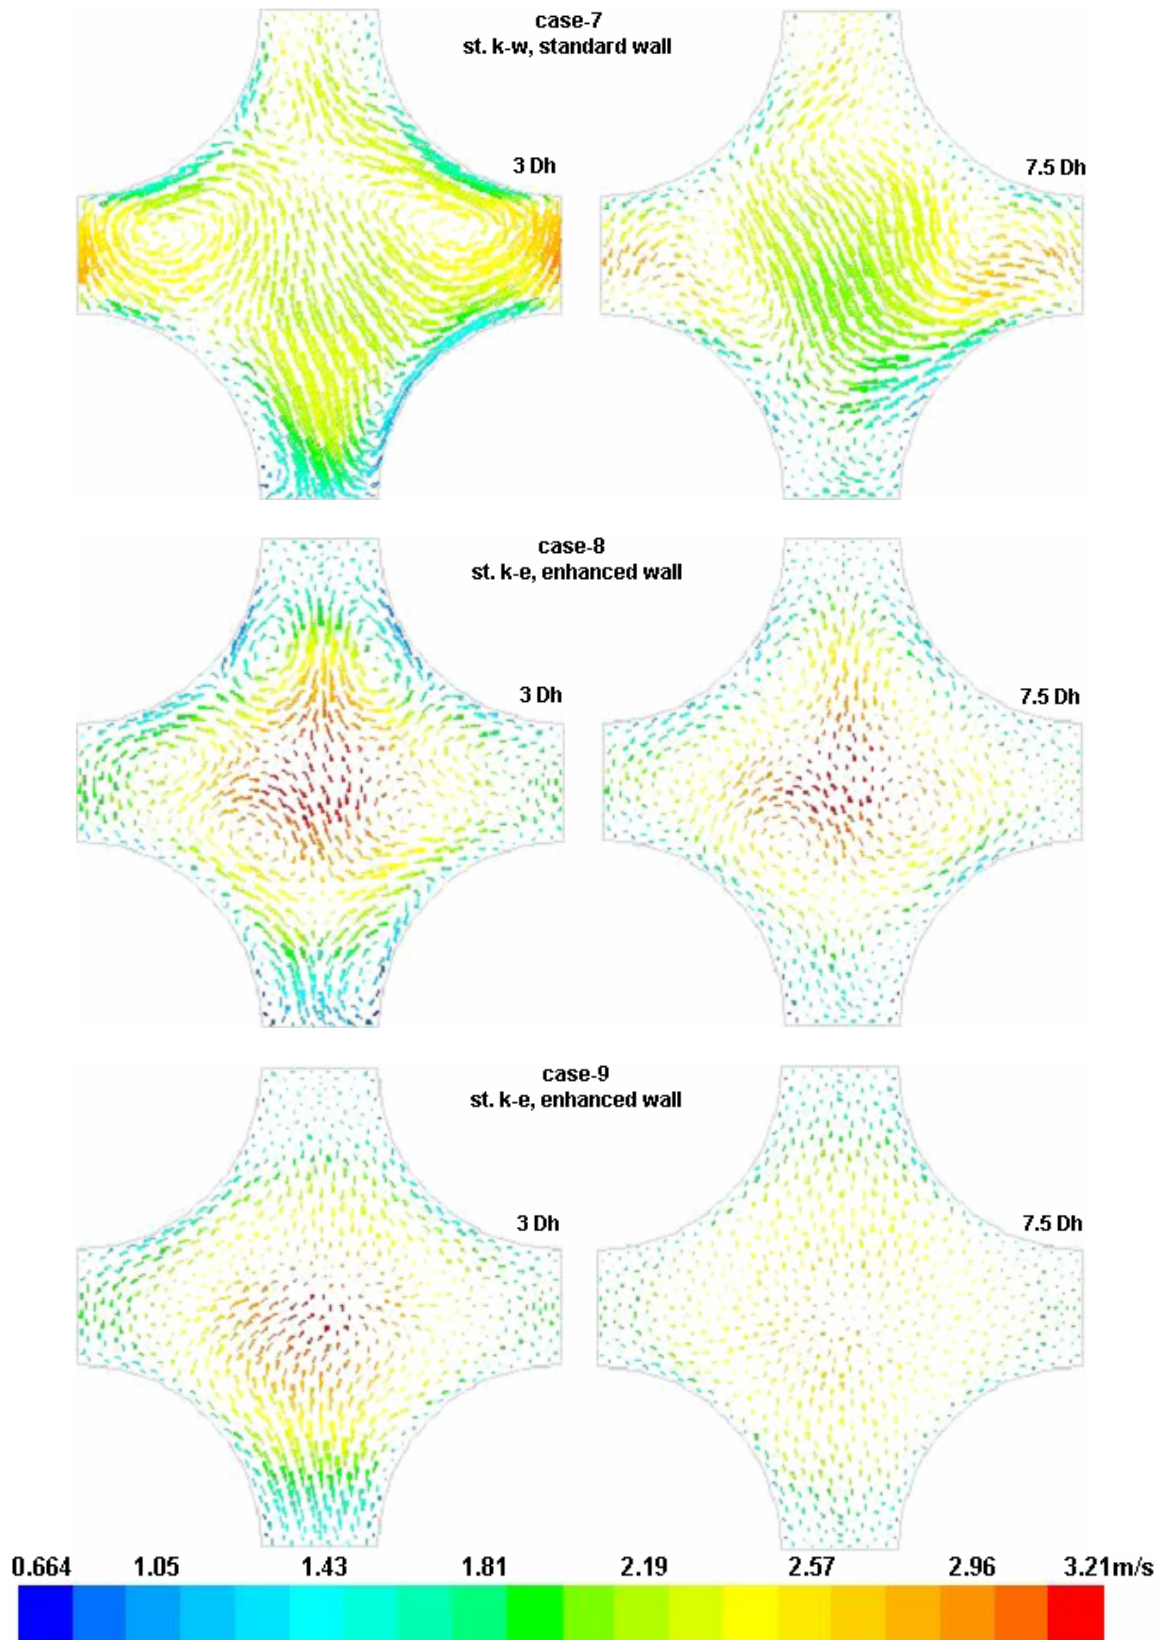 case-7
st. k-w, standard wall
3 Dh
7.5 Dh
case-8
st. k-e, enhanced wall
3 Dh
7.5 Dh
case-9
st. k-e, enhanced wall
3 Dh
7.5 Dh
0.664 1.05 1.43 1.81 2.19 2.57 2.96 3.21m/s